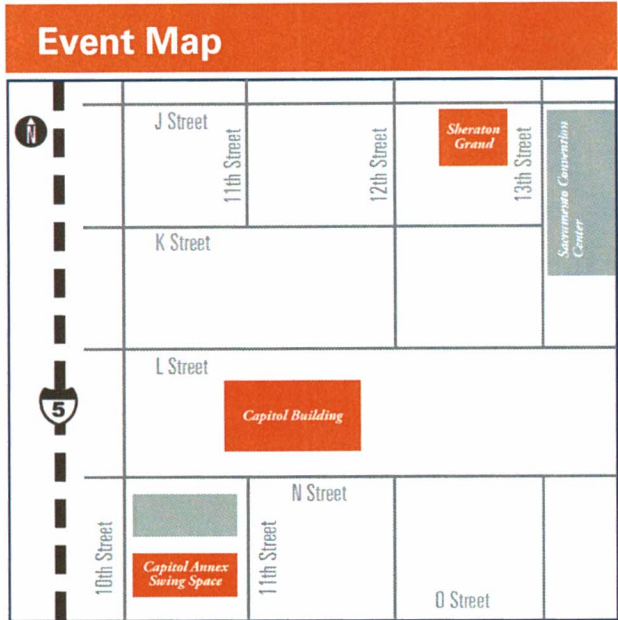 Event Map
N
J Street
11th Street
12th Street
Sheraton
Grand
13th Street
Sacramento Convention
Center
K Street
L Street
5
Capitol Building
N Street
10th Street
Capitol Annex
Swing Space
11th Street
O Street